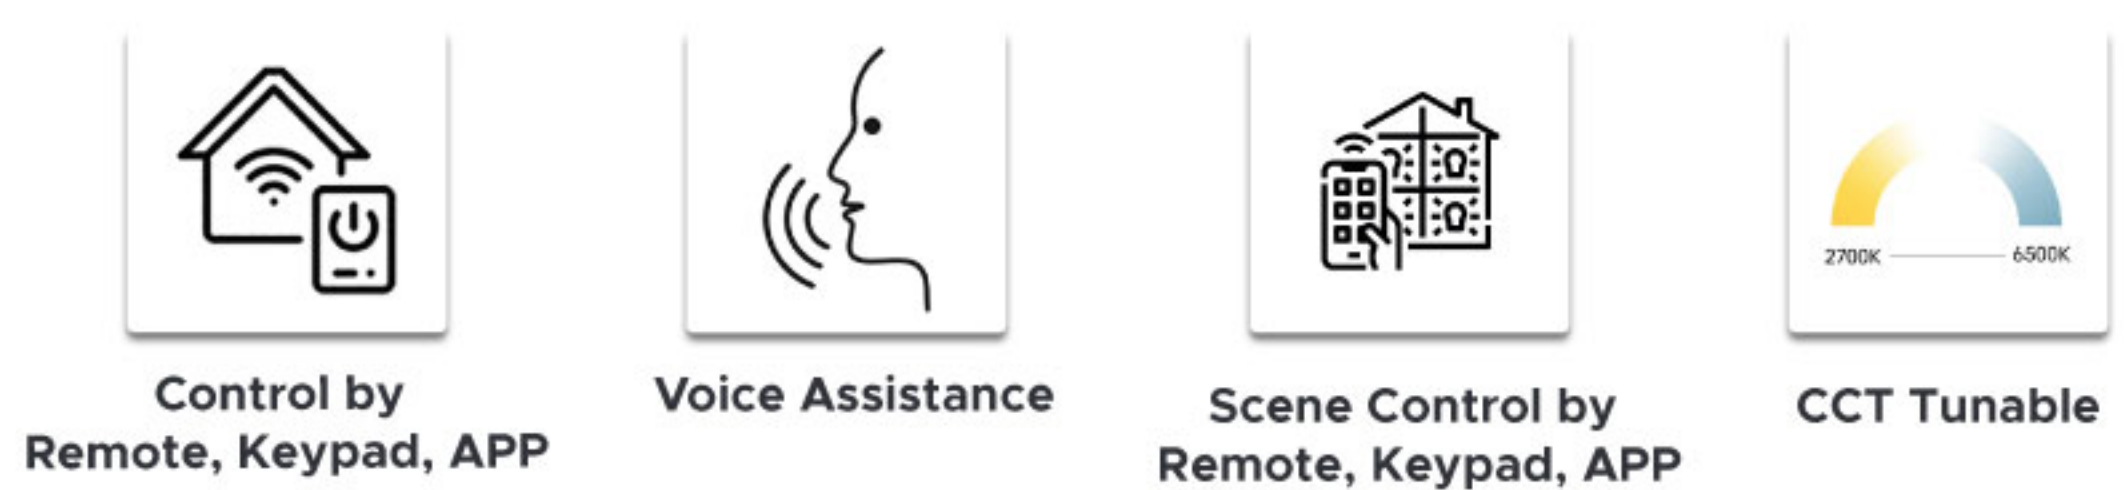 2700K
6500K
Control by
Remote, Keypad, APP
Voice Assistance
Scene Control by
Remote, Keypad, APP
CCT Tunable